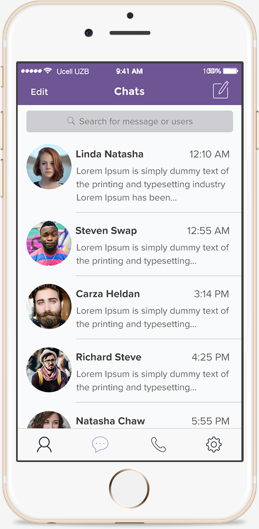 Ucell UZB 9:41 AM 100%
Edit Chats
Search for message or users
Linda Natasha 12:10 AM
Lorem Ipsum is simply dummy text of
the printing and typesetting industry
Lorem Ipsum has been...
Steven Swap 12:55 AM
Lorem Ipsum is simply dummy text of
the printing and typesetting...
Carza Heldan 3:14 PM
Lorem Ipsum is simply dummy text of
the printing and typesetting...
Richard Steve 4:25 PM
Lorem Ipsum is simply dummy text of
the printing and typesetting...
Natasha Chaw 5:55 PM